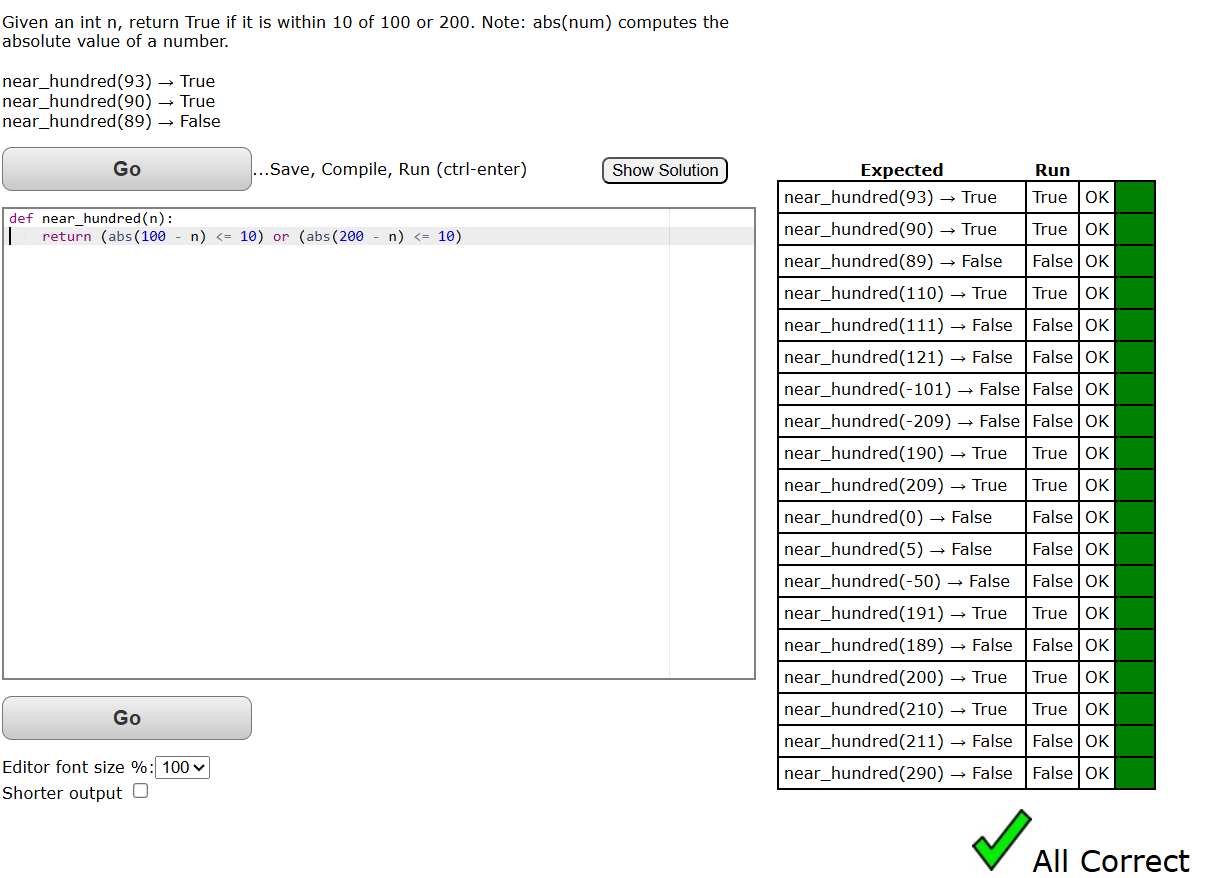 Given an int n, return True if it is within 10 of 100 or 200. Note: abs(num) computes the
absolute value of a number.
near_hundred(93) → True
near_hundred(90) → True
near_hundred(89) → False
Go
...Save, Compile, Run (ctrl-enter)
Show Solution
def near_hundred(n):
    return (abs(100 - n) <= 10) or (abs(200 - n) <= 10)
Go
Editor font size %: 100
Shorter output
Expected Run
near_hundred(93) → True True OK
near_hundred(90) → True True OK
near_hundred(89) → False False OK
near_hundred(110) → True True OK
near_hundred(111) → False False OK
near_hundred(121) → False False OK
near_hundred(-101) → False False OK
near_hundred(-209) → False False OK
near_hundred(190) → True True OK
near_hundred(209) → True True OK
near_hundred(0) → False False OK
near_hundred(5) → False False OK
near_hundred(-50) → False False OK
near_hundred(191) → True True OK
near_hundred(189) → False False OK
near_hundred(200) → True True OK
near_hundred(210) → True True OK
near_hundred(211) → False False OK
near_hundred(290) → False False OK
All Correct